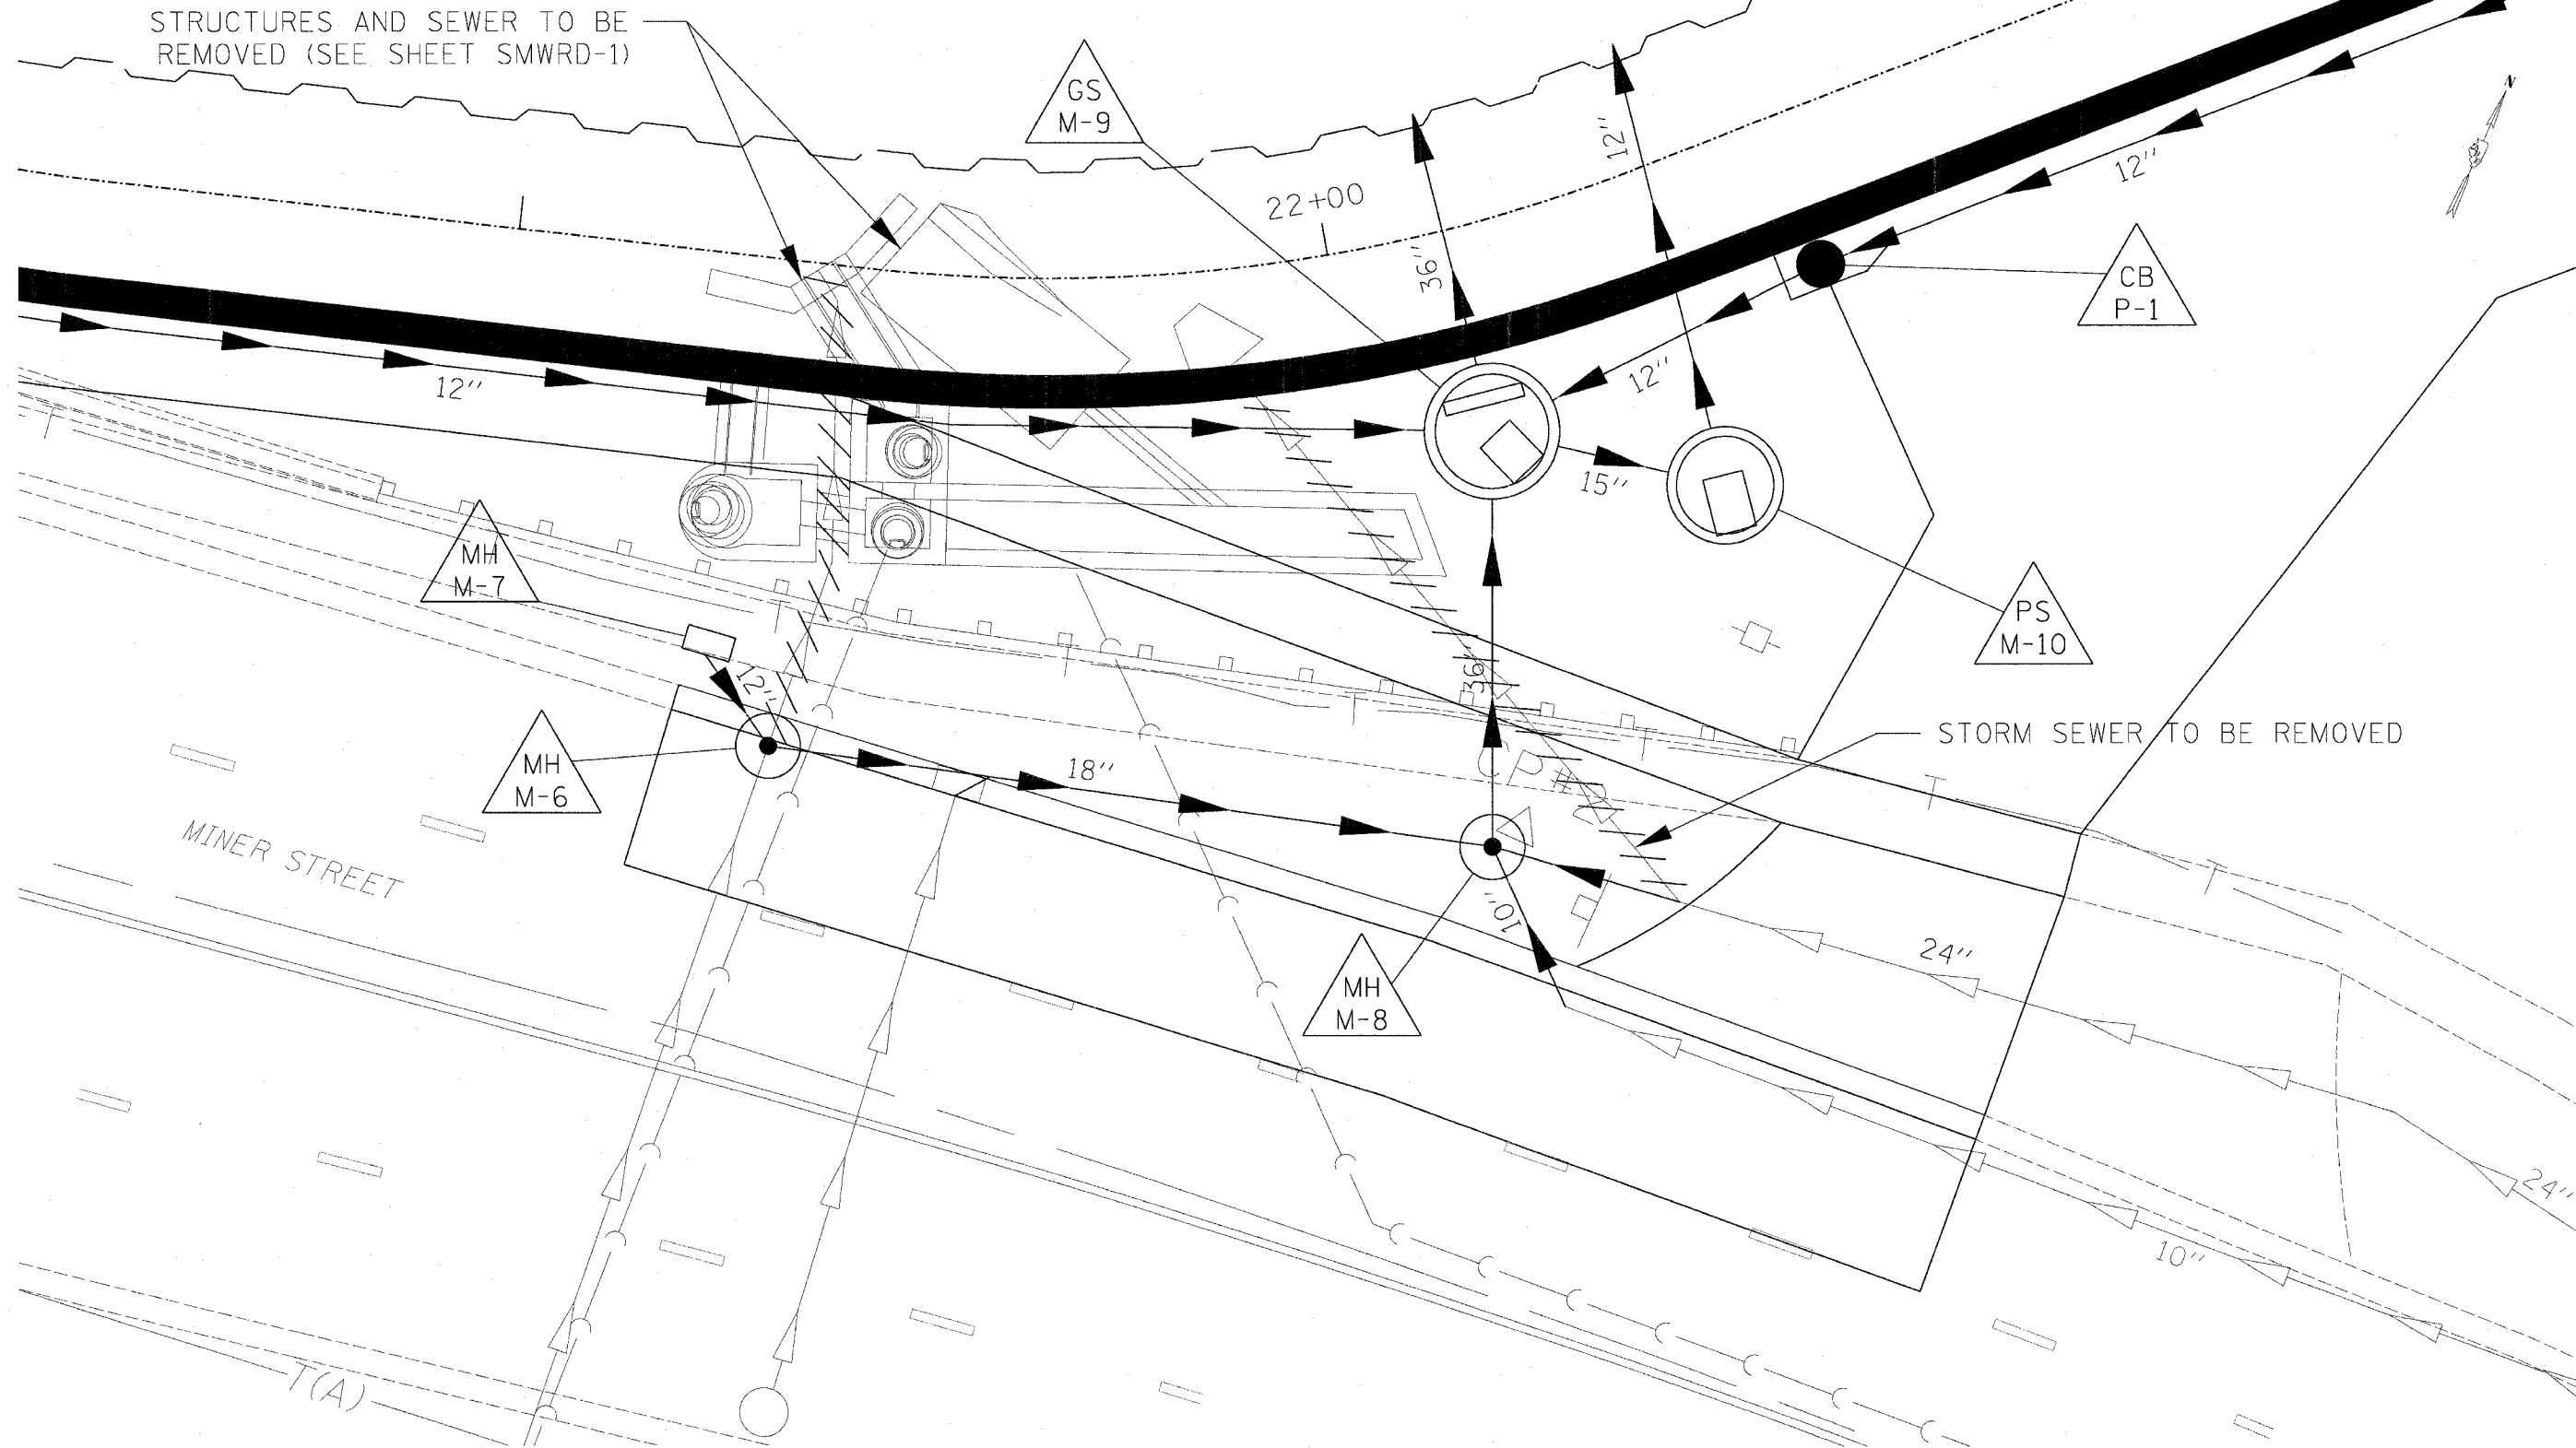 STRUCTURES AND SEWER TO BE
REMOVED (SEE SHEET SMWRD-1)
GS
M-9
N
12"
12"
22+00
36"
CB
P-1
12"
12"
15"
MH
M-7
PS
M-10
12"
36"
STORM SEWER TO BE REMOVED
MH
M-6
18"
MINER STREET
10"
24"
MH
M-8
24"
10"
T(A)